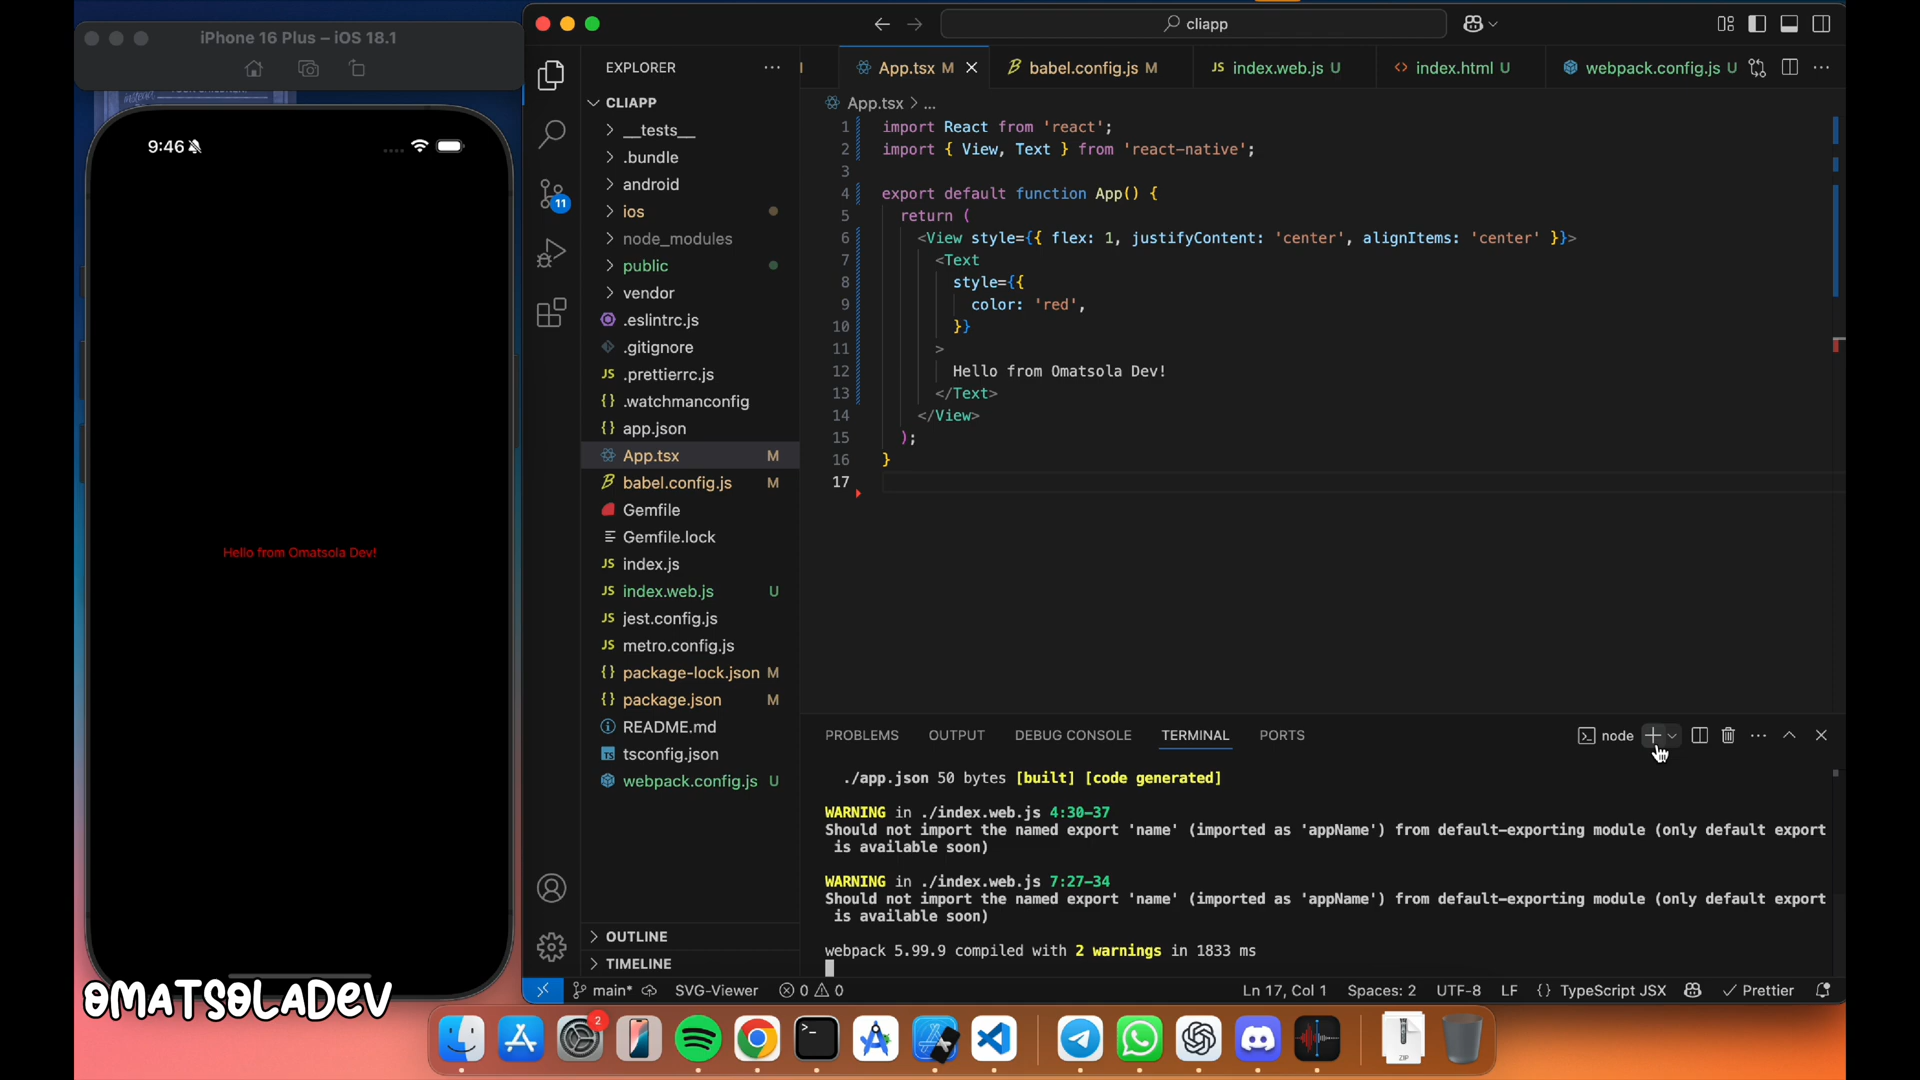 iPhone 16 Plus – iOS 18.1
9:46
Hello from Omatsola Dev!
OMATSOLADEV
cliapp
EXPLORER
CLIAPP
__tests__
.bundle
android
ios
node_modules
public
vendor
.eslintrc.js
.gitignore
.prettierrc.js
.watchmanconfig
app.json
App.tsx M
babel.config.js M
Gemfile
Gemfile.lock
index.js
index.web.js U
jest.config.js
metro.config.js
package-lock.json M
package.json M
README.md
tsconfig.json
webpack.config.js U
OUTLINE
TIMELINE
11
App.tsx M
babel.config.js M
index.web.js U
index.html U
webpack.config.js U
App.tsx > ...
1 import React from 'react';
2 import { View, Text } from 'react-native';
3
4 export default function App() {
5 return (
6 <View style={{ flex: 1, justifyContent: 'center', alignItems: 'center' }}>
7 <Text
8 style={{
9 color: 'red',
10 }}
11 >
12 Hello from Omatsola Dev!
13 </Text>
14 </View>
15 );
16 }
17
PROBLEMS OUTPUT DEBUG CONSOLE TERMINAL PORTS
node
./app.json 50 bytes [built] [code generated]
WARNING in ./index.web.js 4:30-37
Should not import the named export 'name' (imported as 'appName') from default-exporting module (only default export
is available soon)
WARNING in ./index.web.js 7:27-34
Should not import the named export 'name' (imported as 'appName') from default-exporting module (only default export
is available soon)
webpack 5.99.9 compiled with 2 warnings in 1833 ms
main* SVG-Viewer 0 0
Ln 17, Col 1 Spaces: 2 UTF-8 LF {} TypeScript JSX Prettier
2
ZIP